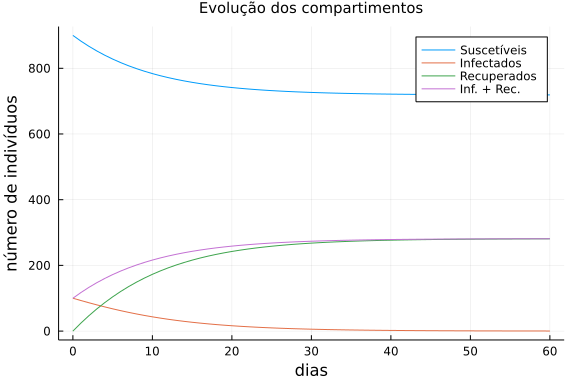 Evolução dos compartimentos
Suscetíveis
Infectados
Recuperados
Inf. + Rec.
número de indivíduos
800
600
400
200
0
0 10 20 30 40 50 60
dias